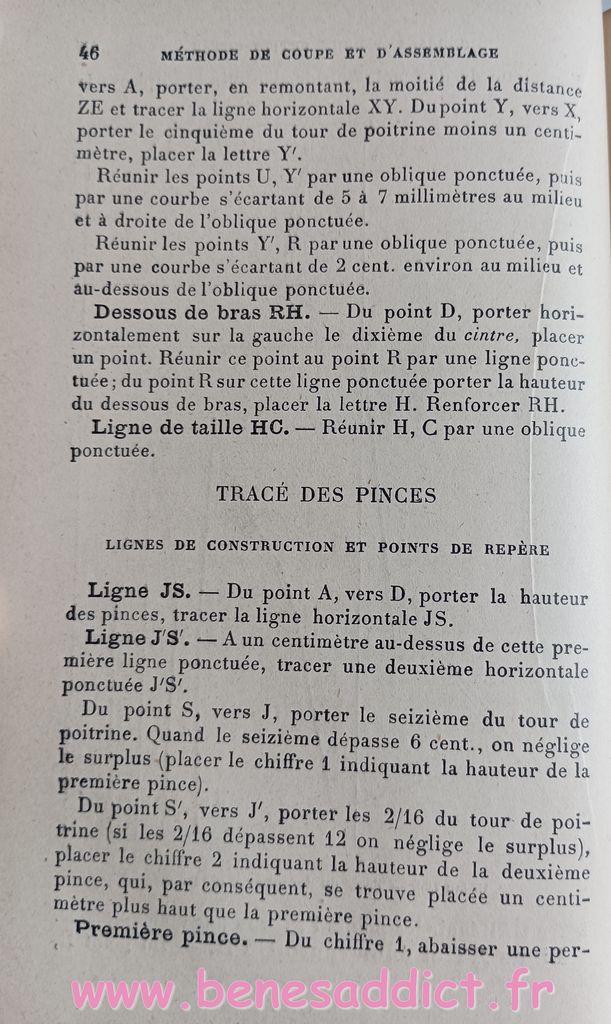 46 MÉTHODE DE COUPE ET D'ASSEMBLAGE
vers A, porter, en remontant, la moitié de la distance
ZE et tracer la ligne horizontale XY. Du point Y, vers X,
porter le cinquième du tour de poitrine moins un centi-
mètre, placer la lettre Y'.
Réunir les points U, Y' par une oblique ponctuée, puis
par une courbe s'écartant de 5 à 7 millimètres au milieu
et à droite de l'oblique ponctuée.
Réunir les points Y', R par une oblique ponctuée, puis
par une courbe s'écartant de 2 cent. environ au milieu et
au-dessous de l'oblique ponctuée.
Dessous de bras RH. — Du point D, porter hori-
zontalement sur la gauche le dixième du cintre, placer
un point. Réunir ce point au point R par une ligne ponc-
tuée; du point R sur cette ligne ponctuée porter la hauteur
du dessous de bras, placer la lettre H. Renforcer RH.
Ligne de taille HC. — Réunir H, C par une oblique
ponctuée.
TRACÉ DES PINCES
LIGNES DE CONSTRUCTION ET POINTS DE REPÈRE
Ligne JS. — Du point A, vers D, porter la hauteur
des pinces, tracer la ligne horizontale JS.
Ligne J'S'. — A un centimètre au-dessus de cette pre-
mière ligne ponctuée, tracer une deuxième horizontale
ponctuée J'S'.
Du point S, vers J, porter le seizième du tour de
poitrine. Quand le seizième dépasse 6 cent., on néglige
le surplus (placer le chiffre 1 indiquant la hauteur de la
première pince).
Du point S', vers J', porter les 2/16 du tour de poi-
trine (si les 2/16 dépassent 12 on néglige le surplus),
placer le chiffre 2 indiquant la hauteur de la deuxième
pince, qui, par conséquent, se trouve placée un centi-
mètre plus haut que la première pince.
Première pince. — Du chiffre 1, abaisser une per-
www.benesaddict.fr